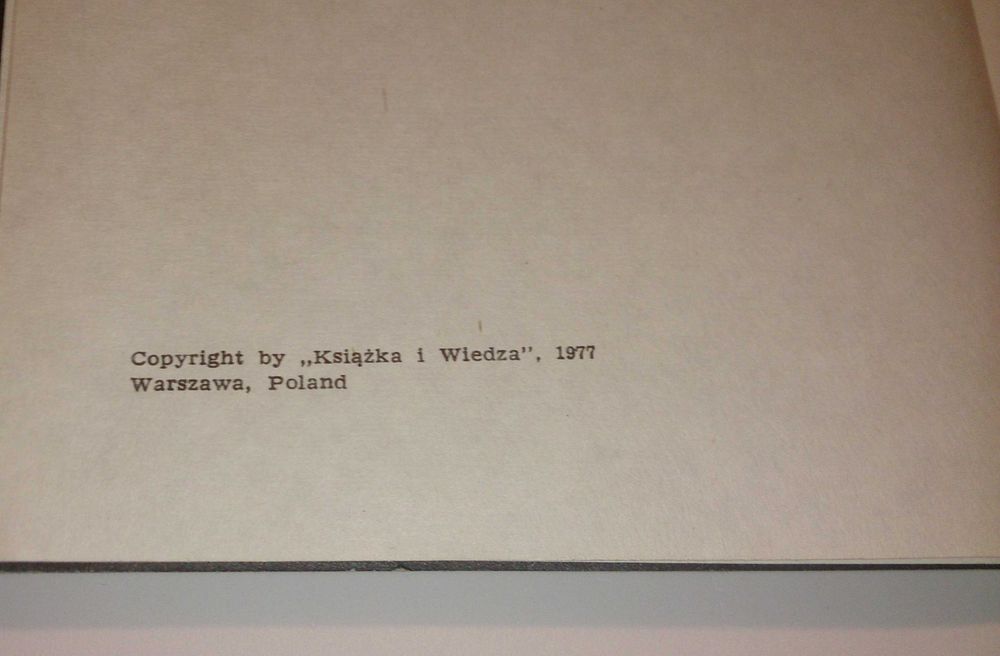 Copyright by „Książka i Wiedza”, 1977
Warszawa, Poland